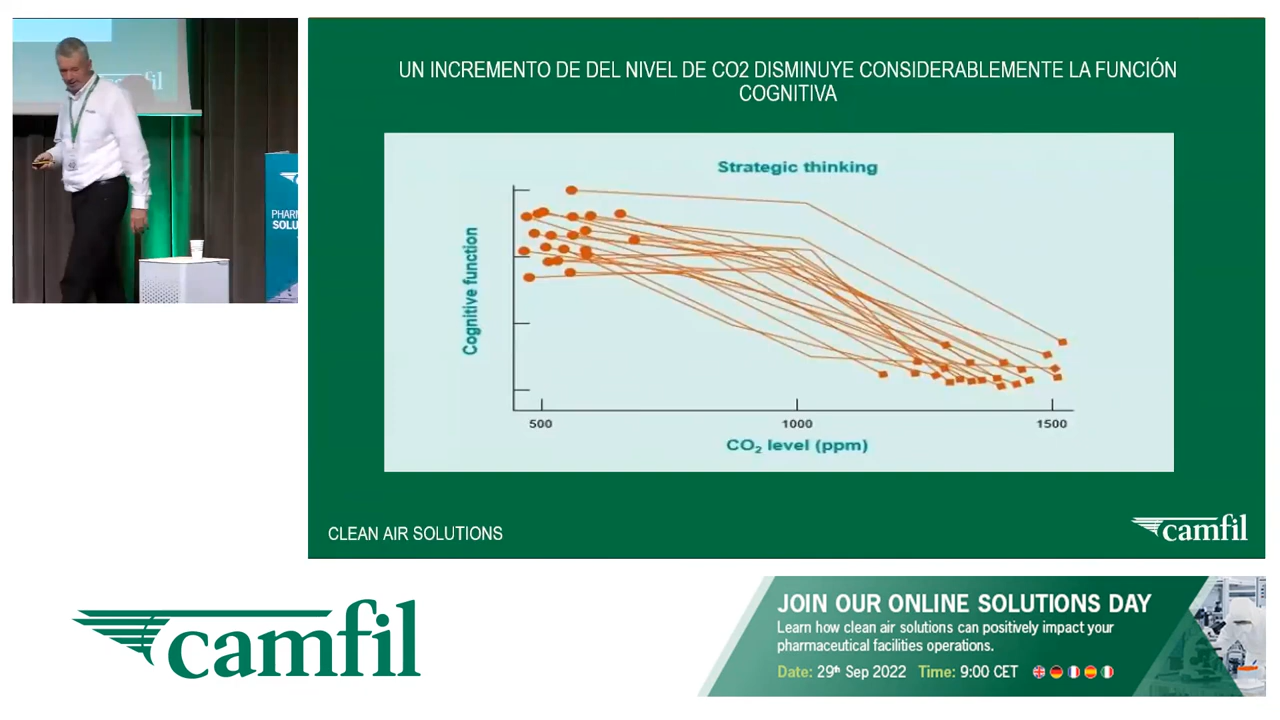 camfil
PHARM
SOLU
UN INCREMENTO DE DEL NIVEL DE CO2 DISMINUYE CONSIDERABLEMENTE LA FUNCIÓN
COGNITIVA
Strategic thinking
Cognitive function
500
1000
1500
CO₂ level (ppm)
CLEAN AIR SOLUTIONS
camfil
camfil
JOIN OUR ONLINE SOLUTIONS DAY
Learn how clean air solutions can positively impact your
pharmaceutical facilities operations.
Date: 29th Sep 2022 Time: 9:00 CET